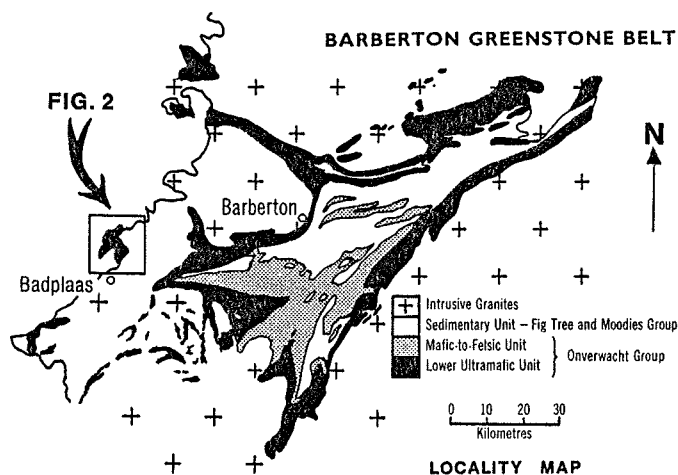 BARBERTON GREENSTONE BELT
FIG. 2
N
Barberton
Badplaas
Intrusive Granites
Sedimentary Unit – Fig Tree and Moodies Group
Mafic-to-Felsic Unit
Lower Ultramafic Unit
Onverwacht Group
0 10 20 30
Kilometres
LOCALITY MAP